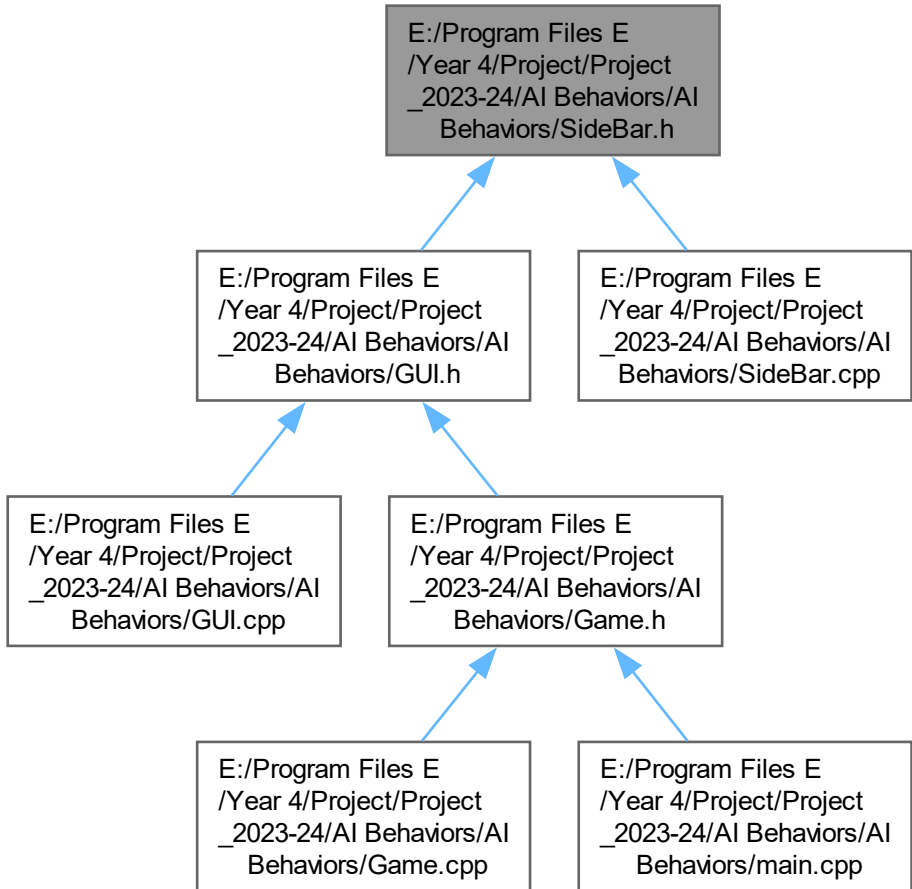 E:/Program Files E
/Year 4/Project/Project
_2023-24/AI Behaviors/AI
Behaviors/SideBar.h
E:/Program Files E
/Year 4/Project/Project
_2023-24/AI Behaviors/AI
Behaviors/GUI.h
E:/Program Files E
/Year 4/Project/Project
_2023-24/AI Behaviors/AI
Behaviors/SideBar.cpp
E:/Program Files E
/Year 4/Project/Project
_2023-24/AI Behaviors/AI
Behaviors/GUI.cpp
E:/Program Files E
/Year 4/Project/Project
_2023-24/AI Behaviors/AI
Behaviors/Game.h
E:/Program Files E
/Year 4/Project/Project
_2023-24/AI Behaviors/AI
Behaviors/Game.cpp
E:/Program Files E
/Year 4/Project/Project
_2023-24/AI Behaviors/AI
Behaviors/main.cpp